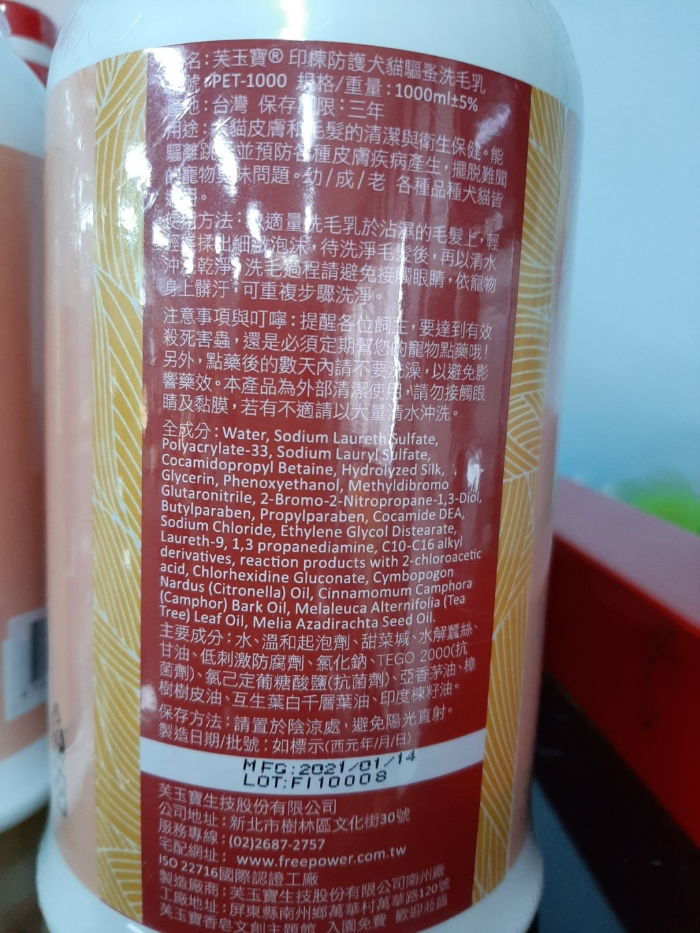 名：芙玉寶® 印楝防護犬貓驅蚤洗毛乳
號：PET-1000 規格/重量：1000ml±5%
地：台灣 保存 限：三年
用途：犬貓皮膚和毛髮的清潔與衛生保健。能
驅離跳 並預防各種皮膚疾病產生，擺脫難聞
的寵物異味問題。幼/成/老 各種品種犬貓皆
用。
使用方法：取適量洗毛乳於沾濕的毛髮上，輕
輕搓揉出細緻泡沫，待洗淨毛髮後，再以清水
沖洗乾淨，洗毛過程請避免接觸眼睛，依寵物
身上髒汙，可重複步驟洗淨。
注意事項與叮嚀：提醒各位飼主，要達到有效
殺死害蟲，還是必須定期幫您的寵物點藥哦！
另外，點藥後的數天內請不要洗澡，以避免影
響藥效。本產品為外部清潔使用，請勿接觸眼
睛及黏膜，若有不適請以大量清水沖洗。
全成分：Water, Sodium Laureth Sulfate,
Polyacrylate-33, Sodium Lauryl Sulfate,
Cocamidopropyl Betaine, Hydrolyzed Silk,
Glycerin, Phenoxyethanol, Methyldibromo
Glutaronitrile, 2-Bromo-2-Nitropropane-1,3-Diol,
Butylparaben, Propylparaben, Cocamide DEA,
Sodium Chloride, Ethylene Glycol Distearate,
Laureth-9, 1,3 propanediamine, C10-C16 alkyl
derivatives, reaction products with 2-chloroacetic
acid, Chlorhexidine Gluconate, Cymbopogon
Nardus (Citronella) Oil, Cinnamomum Camphora
(Camphor) Bark Oil, Melaleuca Alternifolia (Tea
Tree) Leaf Oil, Melia Azadirachta Seed Oil.
主要成分：水、溫和起泡劑、甜菜堿、水解蠶絲、
甘油、低刺激防腐劑、氯化鈉、TEGO 2000(抗
菌劑)、氯己定葡糖酸鹽(抗菌劑)、亞香茅油、樟
樹樹皮油、互生葉白千層葉油、印度楝籽油。
保存方法：請置於陰涼處，避免陽光直射。
製造日期/批號：如標示(西元年/月/日)
MFG:2021/01/14
LOT:FI10008
芙玉寶生技股份有限公司
公司地址：新北市樹林區文化街30號
服務專線：(02)2687-2757
宅配網址： www.freepower.com.tw
ISO 22716國際認證工廠
製造廠商：芙玉寶生技股份有限公司南州廠
工廠地址：屏東縣南州鄉萬華村萬華路120號
芙玉寶香皂文創主題館 入園免費 歡迎蒞臨